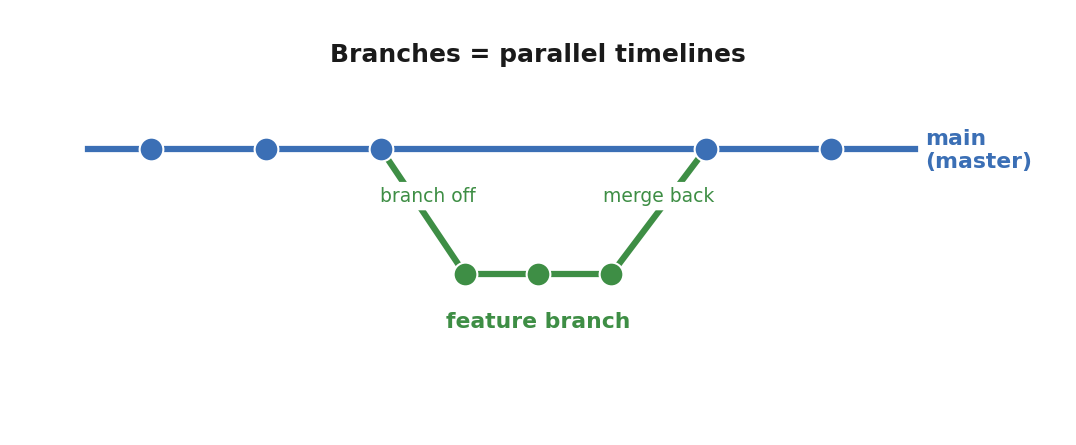 Branches = parallel timelines
main
(master)
branch off
merge back
feature branch